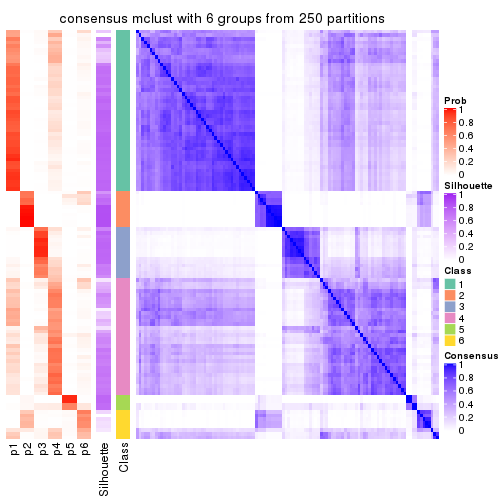 consensus mclust with 6 groups from 250 partitions
Prob
1
0.8
0.6
0.4
0.2
0
Silhouette
1
0.8
0.6
0.4
0.2
0
Class
1
2
3
4
5
6
Consensus
1
0.8
0.6
0.4
0.2
0
p1
p2
p3
p4
p5
p6
Silhouette
Class